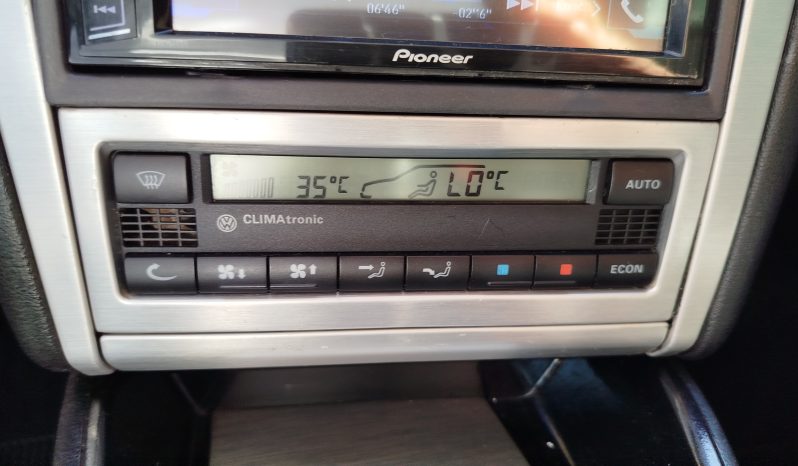 06'46" -02'6"
Pioneer
35°C LO°C
AUTO
CLIMAtronic
ECON